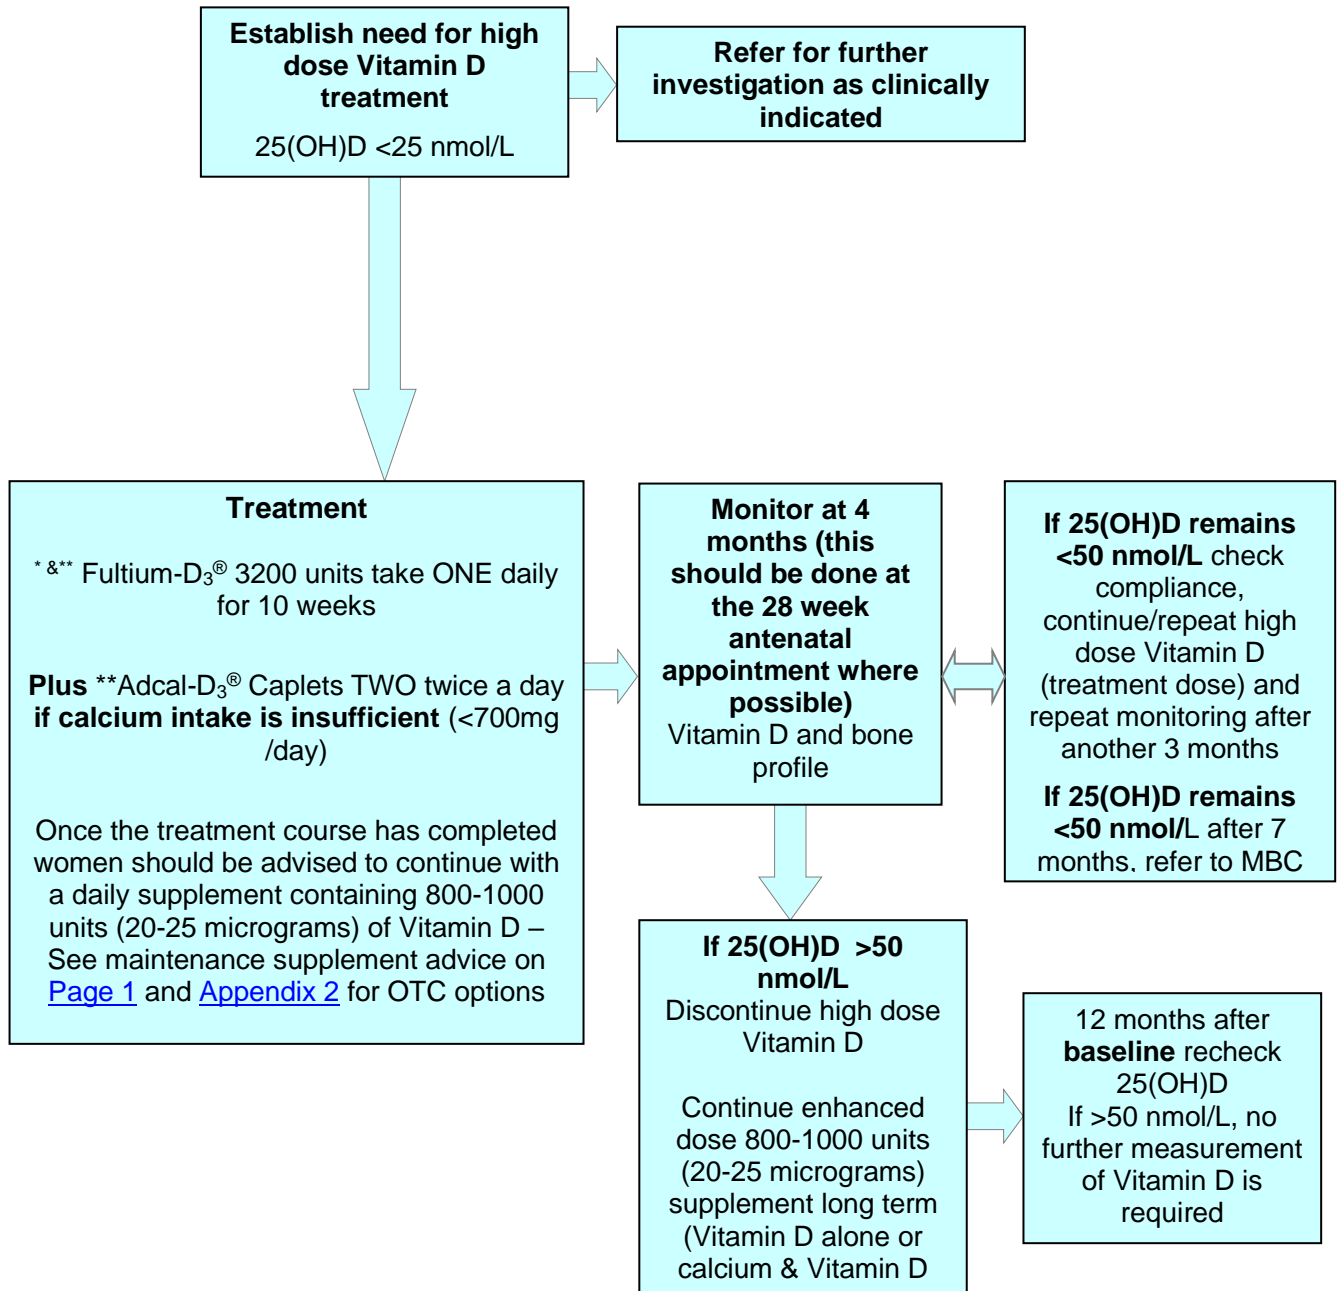 Establish need for high
dose Vitamin D
treatment
25(OH)D <25 nmol/L
Refer for further
investigation as clinically
indicated
Treatment
* &** Fultium-D₃® 3200 units take ONE daily
for 10 weeks
Plus **Adcal-D₃® Caplets TWO twice a day
if calcium intake is insufficient (<700mg
/day)
Once the treatment course has completed
women should be advised to continue with
a daily supplement containing 800-1000
units (20-25 micrograms) of Vitamin D –
See maintenance supplement advice on
Page 1 and Appendix 2 for OTC options
Monitor at 4
months (this
should be done at
the 28 week
antenatal
appointment where
possible)
Vitamin D and bone
profile
If 25(OH)D remains
<50 nmol/L check
compliance,
continue/repeat high
dose Vitamin D
(treatment dose) and
repeat monitoring after
another 3 months
If 25(OH)D remains
<50 nmol/L after 7
months, refer to MBC
If 25(OH)D >50
nmol/L
Discontinue high dose
Vitamin D
Continue enhanced
dose 800-1000 units
(20-25 micrograms)
supplement long term
(Vitamin D alone or
calcium & Vitamin D
12 months after
baseline recheck
25(OH)D
If >50 nmol/L, no
further measurement
of Vitamin D is
required